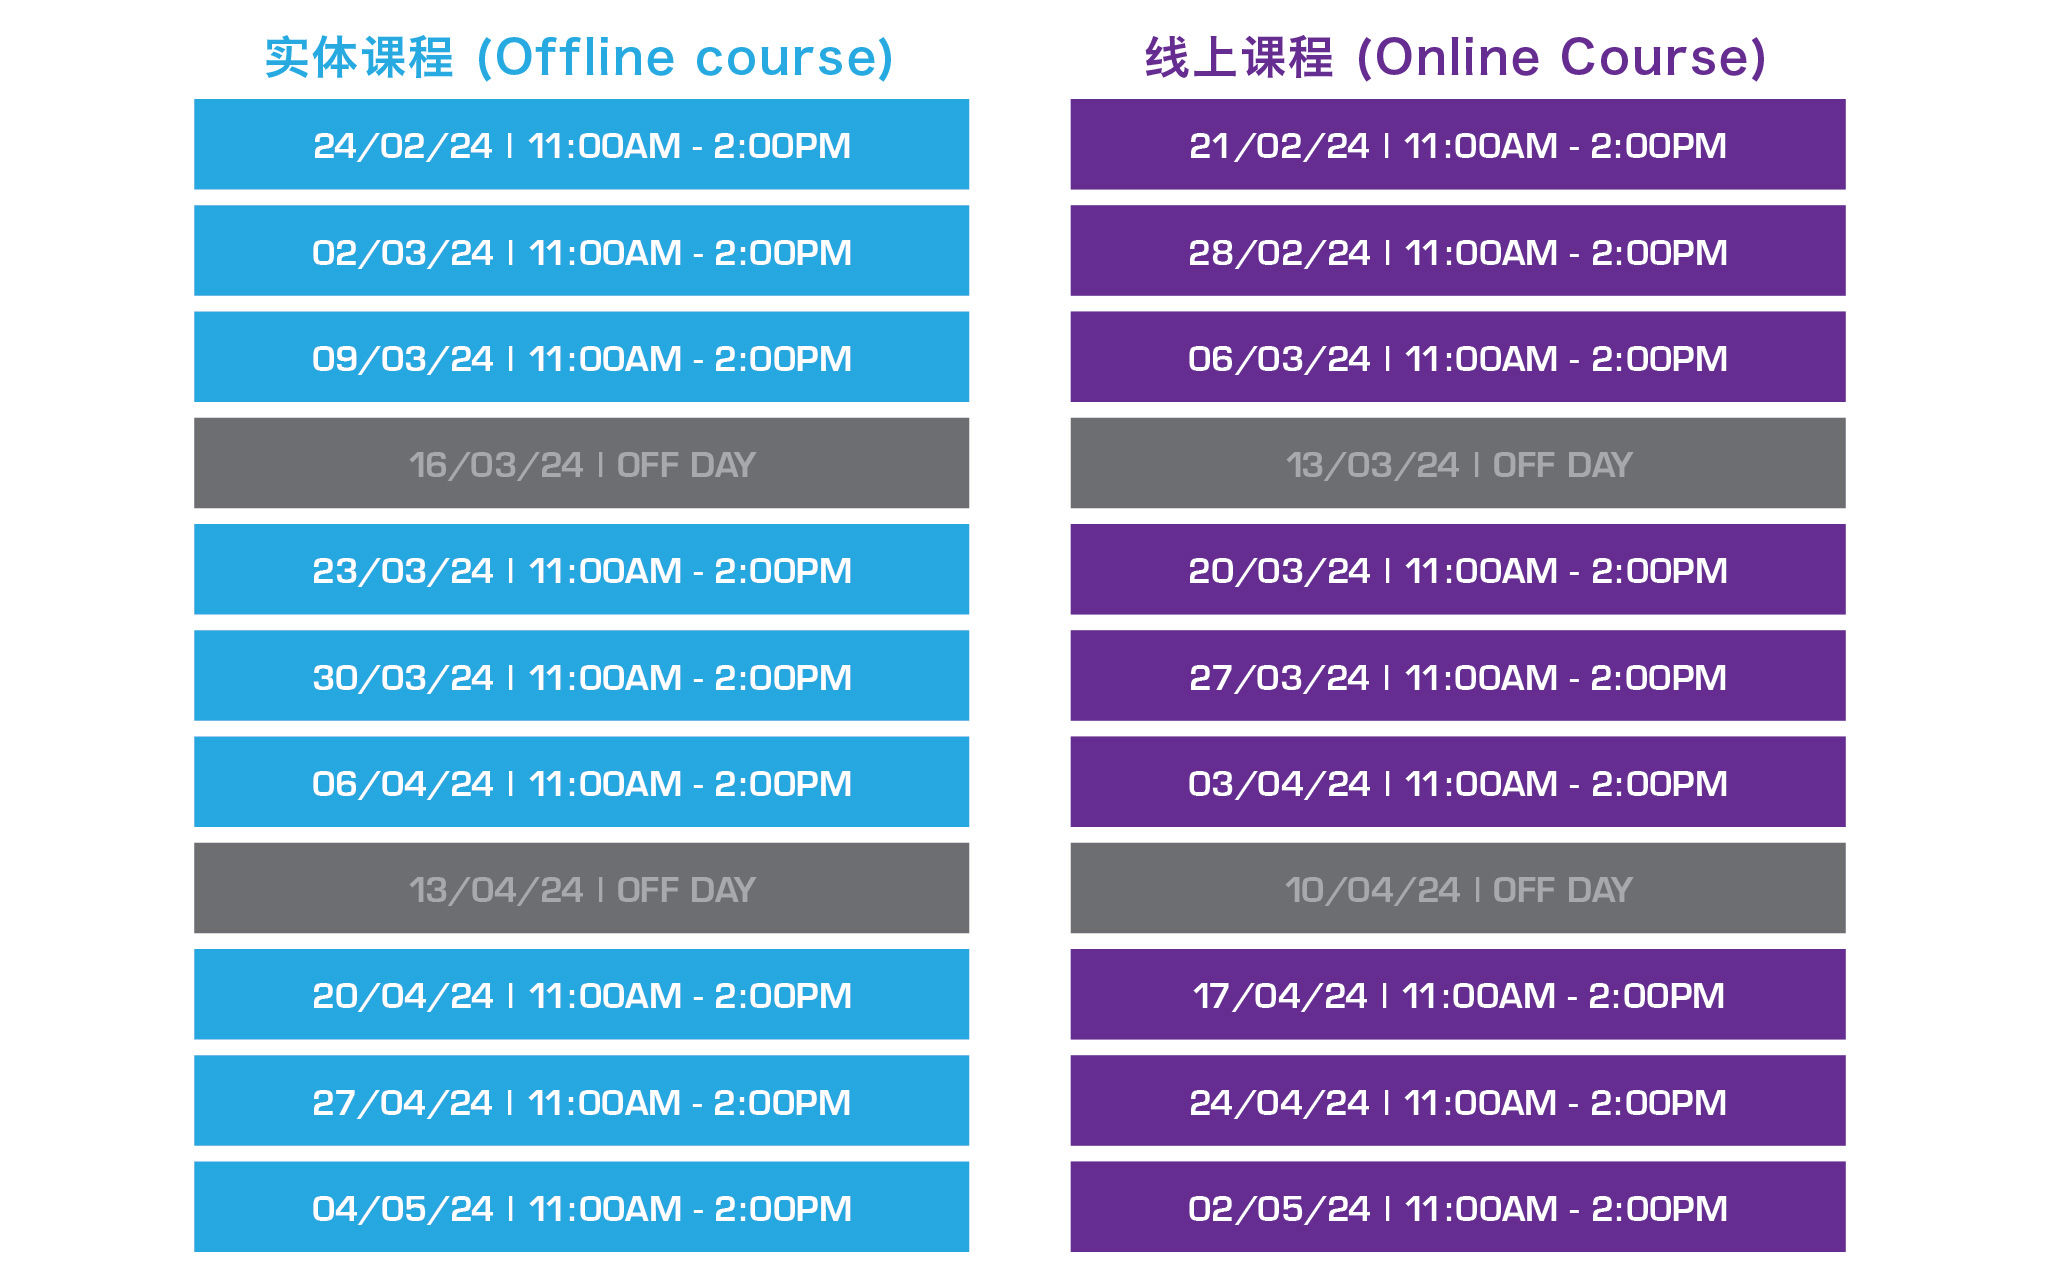 实体课程 (Offline course)
24/02/24 | 11:00AM - 2:00PM
02/03/24 | 11:00AM - 2:00PM
09/03/24 | 11:00AM - 2:00PM
16/03/24 | OFF DAY
23/03/24 | 11:00AM - 2:00PM
30/03/24 | 11:00AM - 2:00PM
06/04/24 | 11:00AM - 2:00PM
13/04/24 | OFF DAY
20/04/24 | 11:00AM - 2:00PM
27/04/24 | 11:00AM - 2:00PM
04/05/24 | 11:00AM - 2:00PM
线上课程 (Online Course)
21/02/24 | 11:00AM - 2:00PM
28/02/24 | 11:00AM - 2:00PM
06/03/24 | 11:00AM - 2:00PM
13/03/24 | OFF DAY
20/03/24 | 11:00AM - 2:00PM
27/03/24 | 11:00AM - 2:00PM
03/04/24 | 11:00AM - 2:00PM
10/04/24 | OFF DAY
17/04/24 | 11:00AM - 2:00PM
24/04/24 | 11:00AM - 2:00PM
02/05/24 | 11:00AM - 2:00PM